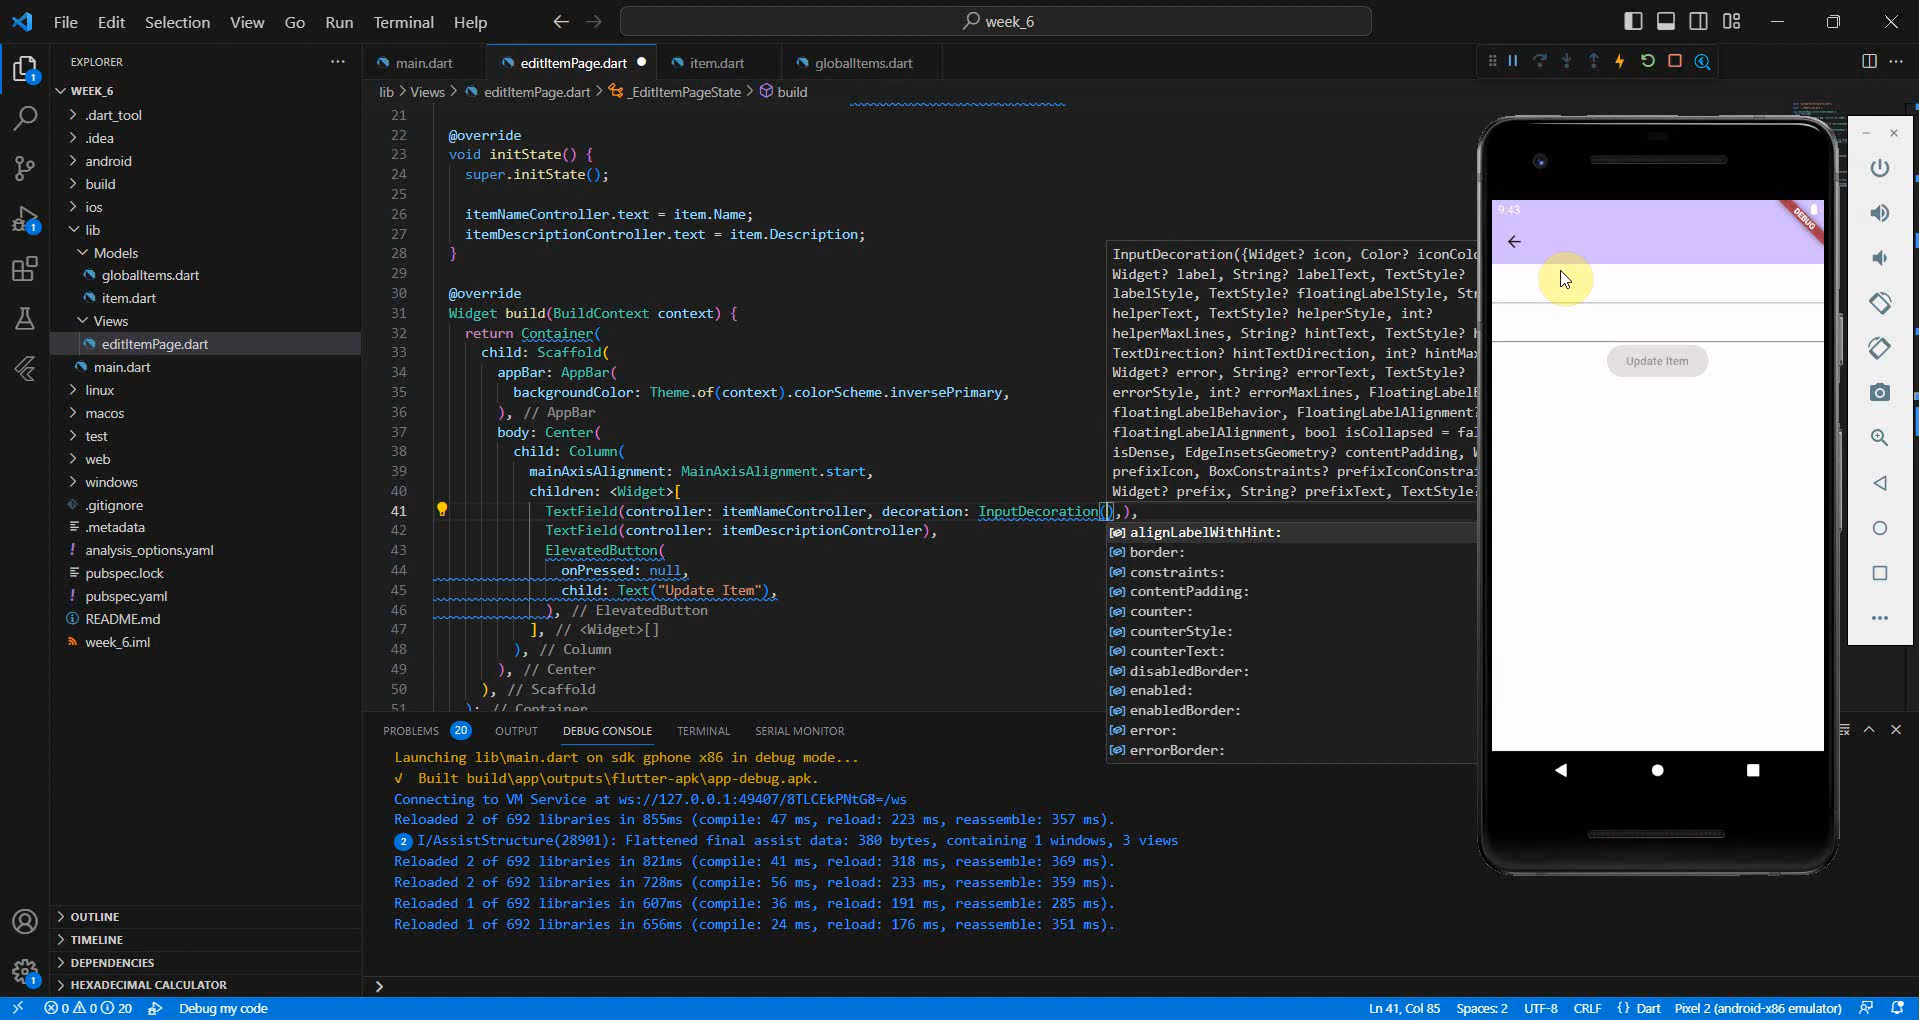 File Edit Selection View Go Run Terminal Help
week_6
EXPLORER
WEEK_6
.dart_tool
.idea
android
build
ios
lib
Models
globalItems.dart
item.dart
Views
editItemPage.dart
main.dart
linux
macos
test
web
windows
.gitignore
.metadata
analysis_options.yaml
pubspec.lock
pubspec.yaml
README.md
week_6.iml
OUTLINE
TIMELINE
DEPENDENCIES
HEXADECIMAL CALCULATOR
main.dart editItemPage.dart item.dart globalItems.dart
lib > Views > editItemPage.dart > _EditItemPageState > build
21
22 @override
23 void initState() {
24 super.initState();
25
26 itemNameController.text = item.Name;
27 itemDescriptionController.text = item.Description;
28 }
29
30 @override
31 Widget build(BuildContext context) {
32 return Container(
33 child: Scaffold(
34 appBar: AppBar(
35 backgroundColor: Theme.of(context).colorScheme.inversePrimary,
36 ), // AppBar
37 body: Center(
38 child: Column(
39 mainAxisAlignment: MainAxisAlignment.start,
40 children: <Widget>[
41 TextField(controller: itemNameController, decoration: InputDecoration(),),
42 TextField(controller: itemDescriptionController),
43 ElevatedButton(
44 onPressed: null,
45 child: Text("Update Item"),
46 ), // ElevatedButton
47 ], // <Widget>[]
48 ), // Column
49 ), // Center
50 ), // Scaffold
51 ); // Container
InputDecoration({Widget? icon, Color? iconColo
Widget? label, String? labelText, TextStyle?
labelStyle, TextStyle? floatingLabelStyle, Str
helperText, TextStyle? helperStyle, int?
helperMaxLines, String? hintText, TextStyle? h
TextDirection? hintTextDirection, int? hintMax
Widget? error, String? errorText, TextStyle?
errorStyle, int? errorMaxLines, FloatingLabelB
floatingLabelBehavior, FloatingLabelAlignment?
floatingLabelAlignment, bool isCollapsed = fal
isDense, EdgeInsetsGeometry? contentPadding, W
prefixIcon, BoxConstraints? prefixIconConstrai
Widget? prefix, String? prefixText, TextStyle?
alignLabelWithHint:
border:
constraints:
contentPadding:
counter:
counterStyle:
counterText:
disabledBorder:
enabled:
enabledBorder:
error:
errorBorder:
9:43
DEBUG
Update Item
PROBLEMS 20 OUTPUT DEBUG CONSOLE TERMINAL SERIAL MONITOR
Launching lib\main.dart on sdk gphone x86 in debug mode...
√ Built build\app\outputs\flutter-apk\app-debug.apk.
Connecting to VM Service at ws://127.0.0.1:49407/8TLCEkPNtG8=/ws
Reloaded 2 of 692 libraries in 855ms (compile: 47 ms, reload: 223 ms, reassemble: 357 ms).
2 I/AssistStructure(28901): Flattened final assist data: 380 bytes, containing 1 windows, 3 views
Reloaded 2 of 692 libraries in 821ms (compile: 41 ms, reload: 318 ms, reassemble: 369 ms).
Reloaded 2 of 692 libraries in 728ms (compile: 56 ms, reload: 233 ms, reassemble: 359 ms).
Reloaded 1 of 692 libraries in 607ms (compile: 36 ms, reload: 191 ms, reassemble: 285 ms).
Reloaded 1 of 692 libraries in 656ms (compile: 24 ms, reload: 176 ms, reassemble: 351 ms).
0 0 20 Debug my code Ln 41, Col 85 Spaces: 2 UTF-8 CRLF {} Dart Pixel 2 (android-x86 emulator)